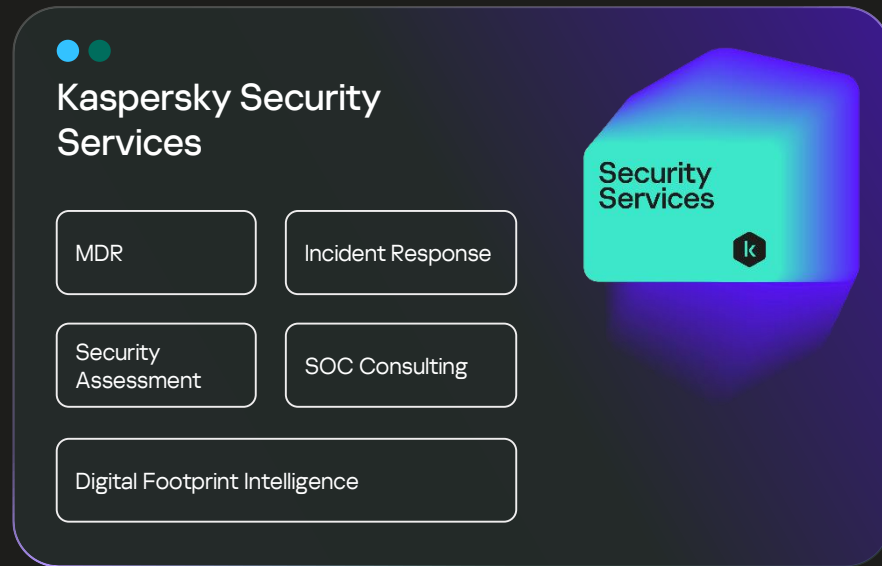 Kaspersky Security
Services
Security
Services
k
MDR
Incident Response
Security
Assessment
SOC Consulting
Digital Footprint Intelligence